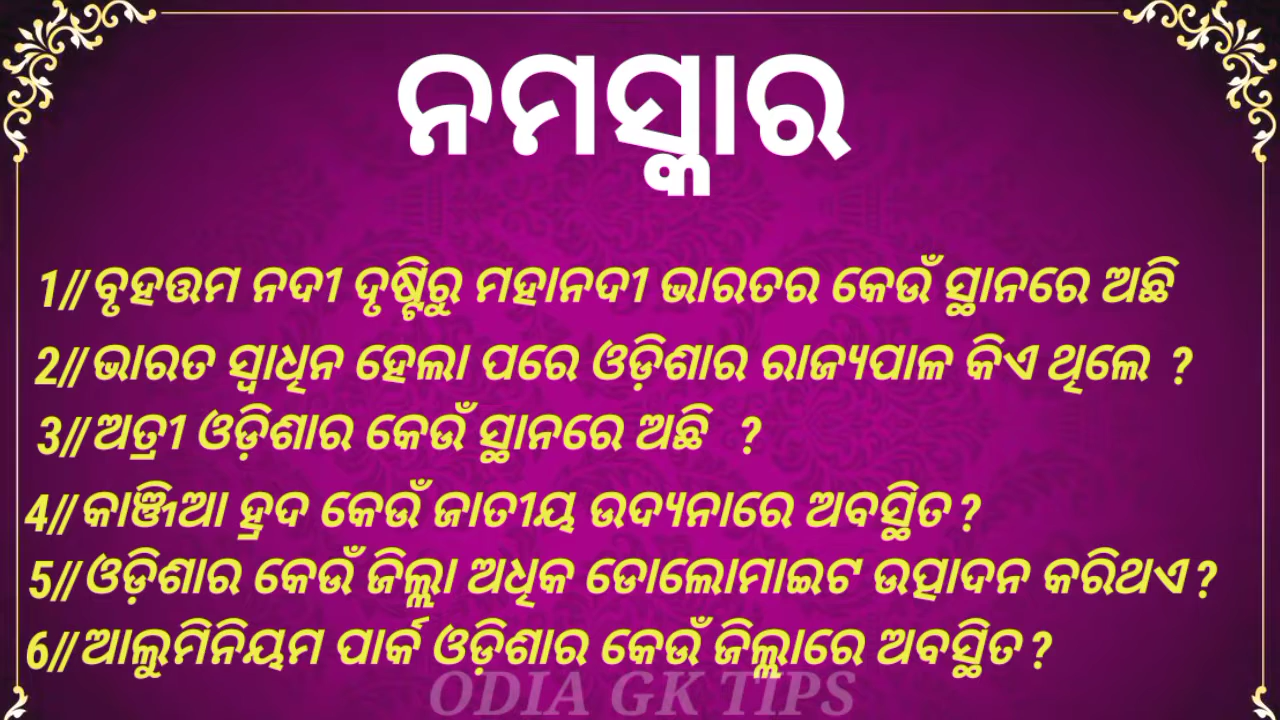 ନମସ୍କାର
1//ବୃହତ୍ତମ ନଦୀ ଦୃଷ୍ଟିରୁ ମହାନଦୀ ଭାରତର କେଉଁ ସ୍ଥାନରେ ଅଛି
2//ଭାରତ ସ୍ଵାଧିନ ହେଲା ପରେ ଓଡ଼ିଶାର ରାଜ୍ୟପାଳ କିଏ ଥିଲେ ?
3//ଅତ୍ରୀ ଓଡ଼ିଶାର କେଉଁ ସ୍ଥାନରେ ଅଛି ?
4//କାଞ୍ଜିଆ ହ୍ରଦ କେଉଁ ଜାତୀୟ ଉଦ୍ୟନାରେ ଅବସ୍ଥିତ?
5//ଓଡ଼ିଶାର କେଉଁ ଜିଲ୍ଲା ଅଧିକ ଡୋଲୋମାଇଟ ଉତ୍ପାଦନ କରିଥଏ?
6//ଆଲୁମିନିୟମ ପାର୍କ ଓଡ଼ିଶାର କେଉଁ ଜିଲ୍ଲାରେ ଅବସ୍ଥିତ?
ODIA GK TIPS